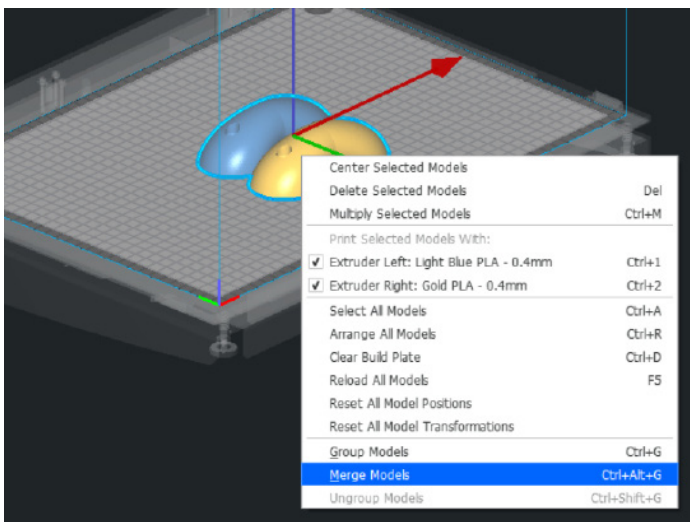 Center Selected Models
Delete Selected Models Del
Multiply Selected Models Ctrl+M
Print Selected Models With:
Extruder Left: Light Blue PLA - 0.4mm Ctrl+1
Extruder Right: Gold PLA - 0.4mm Ctrl+2
Select All Models Ctrl+A
Arrange All Models Ctrl+R
Clear Build Plate Ctrl+D
Reload All Models F5
Reset All Model Positions
Reset All Model Transformations
Group Models Ctrl+G
Merge Models Ctrl+Alt+G
Ungroup Models Ctrl+Shift+G